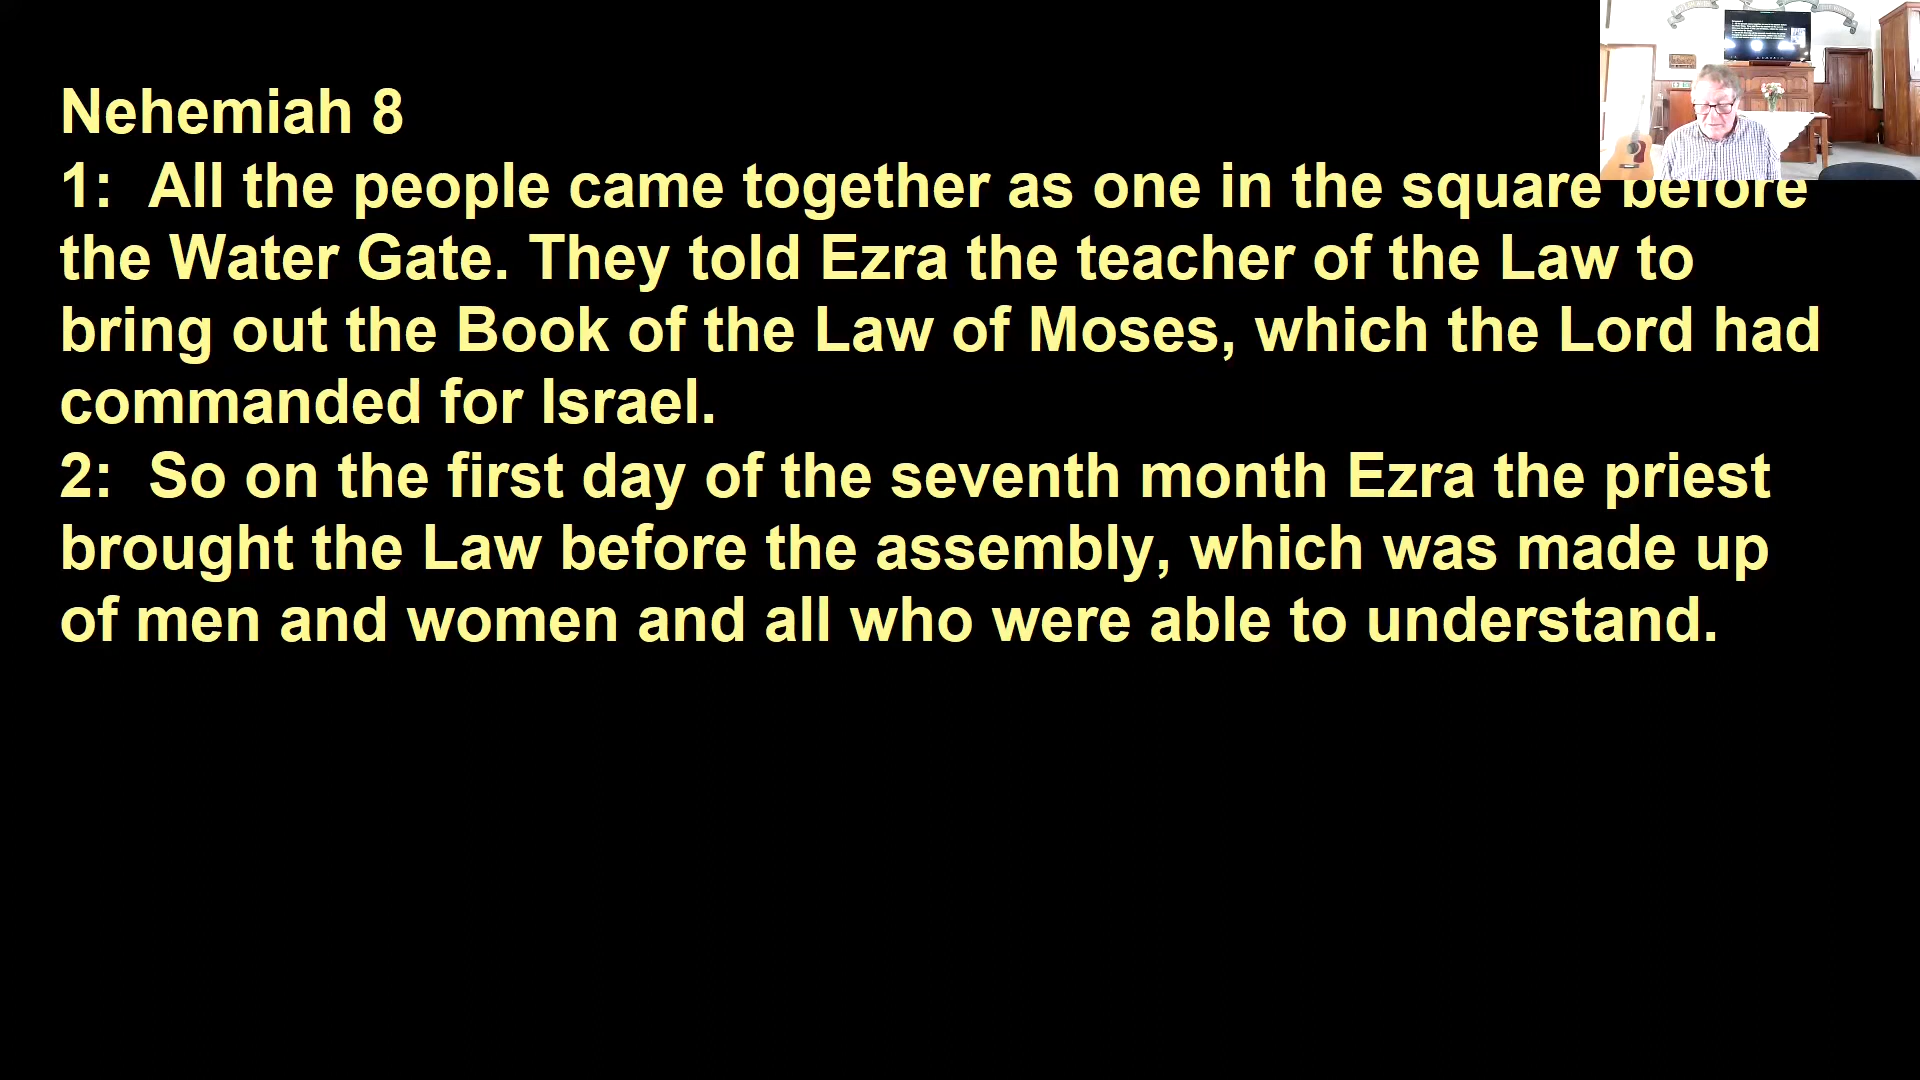 Nehemiah 8
1: All the people came together as one in the square before
the Water Gate. They told Ezra the teacher of the Law to
bring out the Book of the Law of Moses, which the Lord had
commanded for Israel.
2: So on the first day of the seventh month Ezra the priest
brought the Law before the assembly, which was made up
of men and women and all who were able to understand.